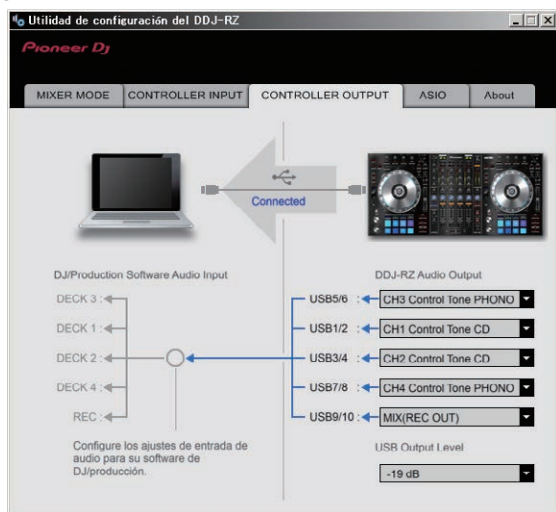 Utilidad de configuración del DDJ-RZ
Pioneer Dj
MIXER MODE
CONTROLLER INPUT
CONTROLLER OUTPUT
ASIO
About
Connected
DJ/Production Software Audio Input
DECK 3 :
DECK 1 :
DECK 2 :
DECK 4 :
REC :
Configure los ajustes de entrada de
audio para su software de
DJ/producción.
DDJ-RZ Audio Output
USB5/6 : CH3 Control Tone PHONO
USB1/2 : CH1 Control Tone CD
USB3/4 : CH2 Control Tone CD
USB7/8 : CH4 Control Tone PHONO
USB9/10 : MIX(REC OUT)
USB Output Level
-19 dB